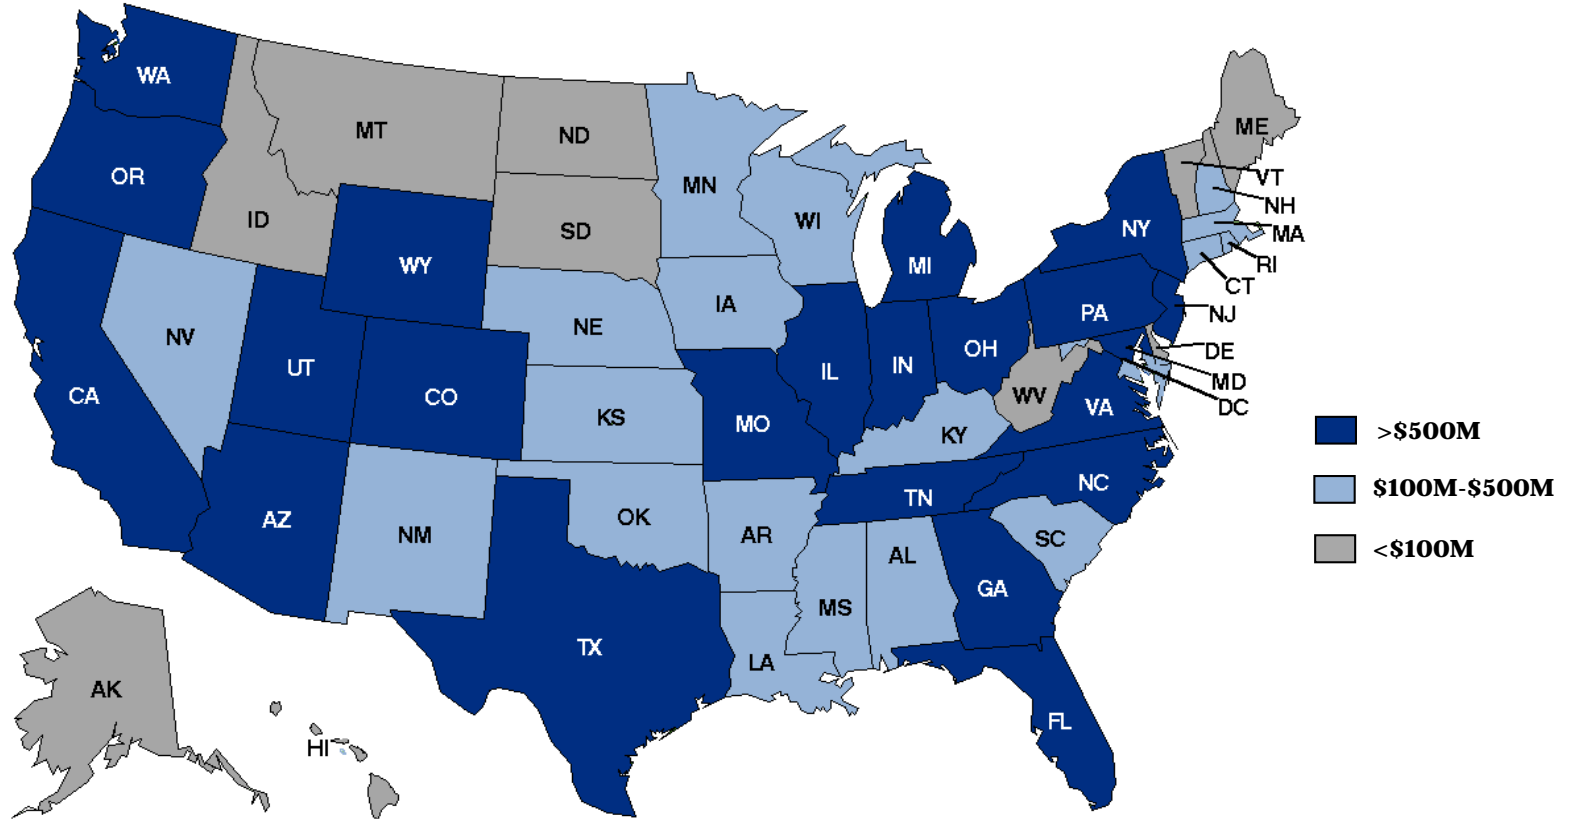 WA
MT
ND
ME
OR
MN
VT
ID
SD
WI
NH
NY
MA
WY
MI
RI
CT
IA
PA
NJ
NV
NE
OH
DE
UT
IL
IN
MD
CA
CO
WV
DC
KS
MO
VA
KY
>$500M
AZ
NM
OK
TN
NC
$100M-$500M
AR
AL
SC
<$100M
GA
MS
TX
LA
AK
FL
HI